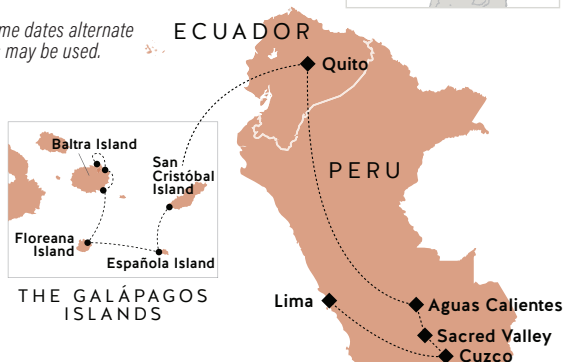 me dates alternate
may be used.
ECUADOR
Quito
PERU
Baltra Island
San
Cristóbal
Island
Floreana
Island
Española Island
THE GALÁPAGOS
ISLANDS
Lima
Aguas Calientes
Sacred Valley
Cuzco